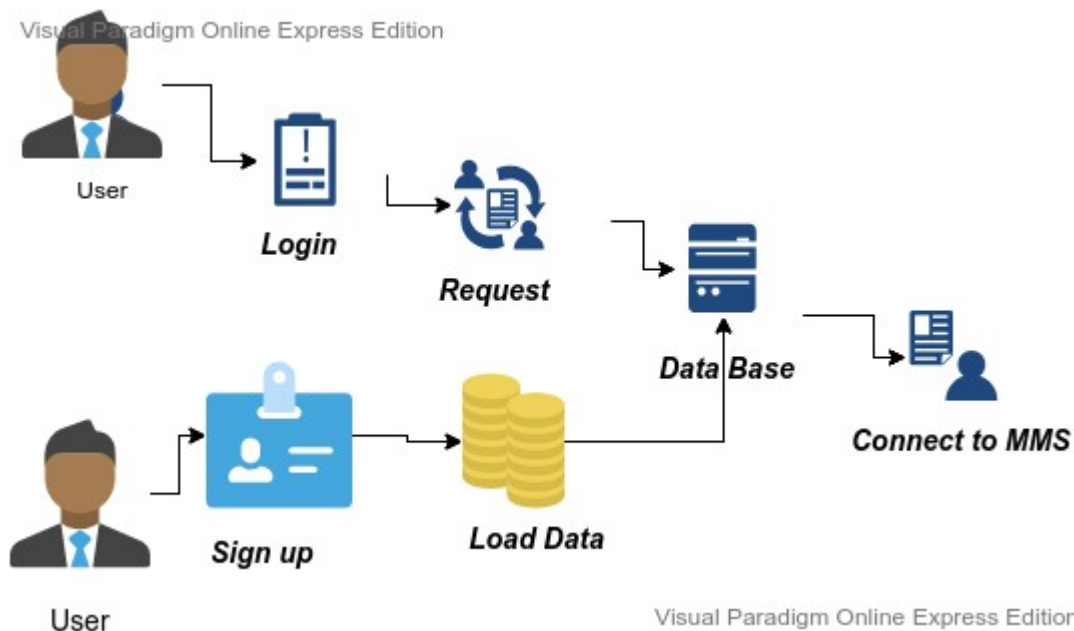 Visual Paradigm Online Express Edition
User
Login
Request
Data Base
Connect to MMS
Sign up
Load Data
User
Visual Paradigm Online Express Edition